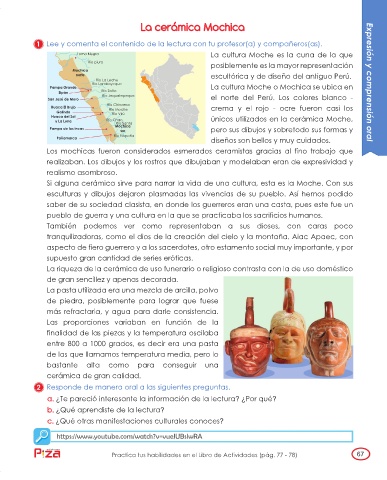 La cerámica Mochica
1 Lee y comenta el contenido de la lectura con tu profesor(a) y compañeros(as).
La cultura Moche es la cuna de la que
posiblemente es la mayor representación
escultórica y de diseño del antiguo Perú.
La cultura Moche o Mochica se ubica en
el norte del Perú. Los colores blanco -
crema y el rojo - ocre fueron casi los
únicos utilizados en la cerámica Moche,
pero sus dibujos y sobretodo sus formas y
diseños son bellos y muy cuidados.
Mochica
norte
Pampa Grande
Sipán
San José de Moro
Río Piura
Río La Leche
Río Lambayeque
Río Zaña
Río Jequetepeque
Río Chicama
Río Moche
Río Virú
Río Chao
Río Santa
Mochica
sur
Río Nepeña
Huaca del Sol
y La Luna
Pampa de los Incas
Pañamarca
Los mochicas fueron considerados esmerados ceramistas gracias al fino trabajo que
realizaban. Los dibujos y los rostros que dibujaban y modelaban eran de expresividad y
realismo asombroso.
Si alguna cerámica sirve para narrar la vida de una cultura, esta es la Moche. Con sus
esculturas y dibujos dejaron plasmadas las vivencias de su pueblo. Así hemos podido
saber de su sociedad clasista, en donde los guerreros eran una casta, pues este fue un
pueblo de guerra y una cultura en la que se practicaba los sacrificios humanos.
También podemos ver como representaban a sus dioses, con caras poco
tranquilizadoras, como el dios de la creación del cielo y la montaña, Aiac Apaec, con
aspecto de fiero guerrero y a los sacerdotes, otro estamento social muy importante, y por
supuesto gran cantidad de series eróticas.
La riqueza de la cerámica de uso funerario o religioso contrasta con la de uso doméstico
de gran sencillez y apenas decorada.
La pasta utilizada era una mezcla de arcilla, polvo
de piedra, posiblemente para lograr que fuese
más refractaria, y agua para darle consistencia.
Las proporciones variaban en función de la
finalidad de las piezas y la temperatura oscilaba
entre 800 a 1000 grados, es decir era una pasta
de las que llamamos temperatura media, pero lo
bastante alta como para conseguir una
cerámica de gran calidad.
2 Responde de manera oral a las siguientes preguntas.
a. ¿Te pareció interesante la información de la lectura? ¿Por qué?
b. ¿Qué aprendiste de la lectura?
c. ¿Qué otras manifestaciones culturales conoces?
Practica tus habilidades en el Libro de Actividades (pág. 77 - 78)
67
Expresión y comprensión oral